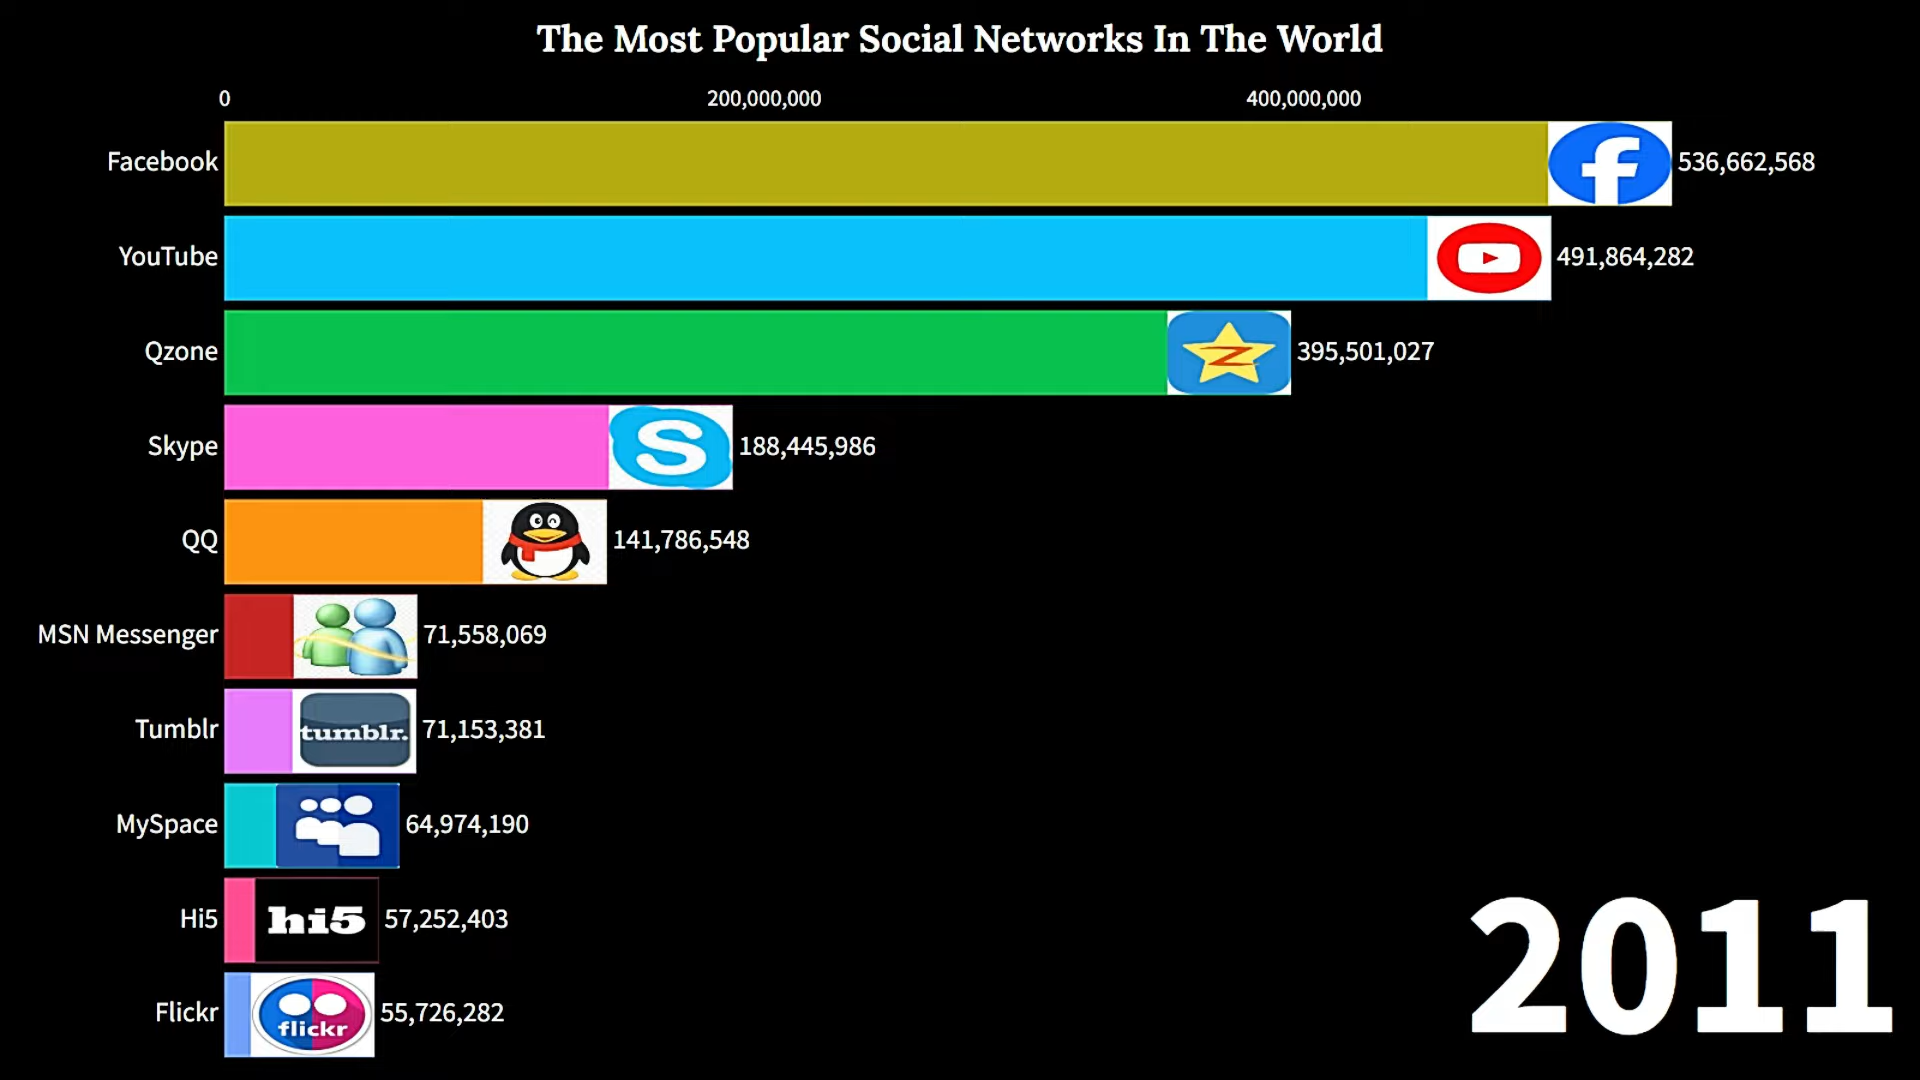 The Most Popular Social Networks In The World
0 200,000,000 400,000,000
Facebook 536,662,568
YouTube 491,864,282
Qzone 395,501,027
Skype S 188,445,986
QQ 141,786,548
MSN Messenger 71,558,069
Tumblr tumblr. 71,153,381
MySpace 64,974,190
Hi5 hi5 57,252,403
Flickr flickr 55,726,282
2011